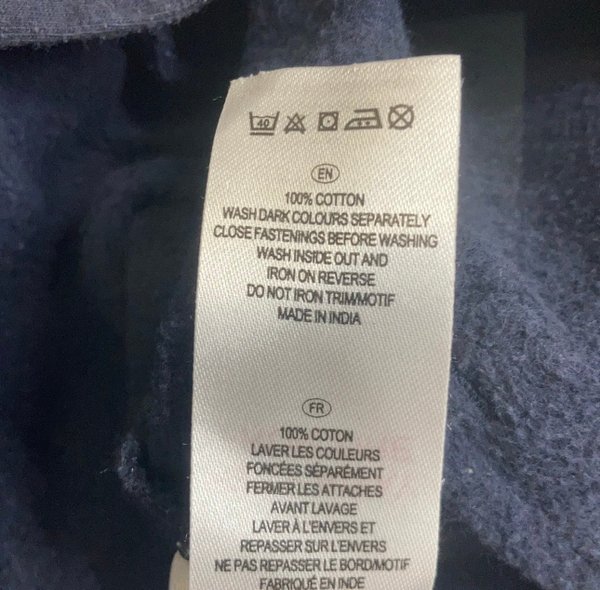 40
EN
100% COTTON
WASH DARK COLOURS SEPARATELY
CLOSE FASTENINGS BEFORE WASHING
WASH INSIDE OUT AND
IRON ON REVERSE
DO NOT IRON TRIM/MOTIF
MADE IN INDIA
FR
100% COTON
LAVER LES COULEURS
FONCÉES SÉPARÉMENT
FERMER LES ATTACHES
AVANT LAVAGE
LAVER À L'ENVERS ET
REPASSER SUR L'ENVERS
NE PAS REPASSER LE BORD/MOTIF
FABRIQUÉ EN INDE